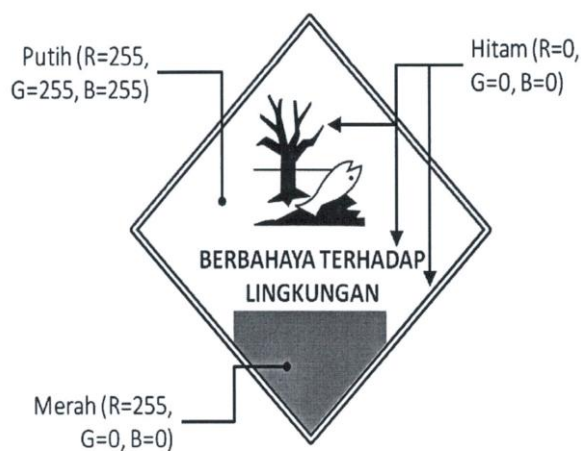 Putih (R=255,
G=255, B=255)
Hitam (R=0,
G=0, B=0)
BERBAHAYA TERHADAP
LINGKUNGAN
Merah (R=255,
G=0, B=0)